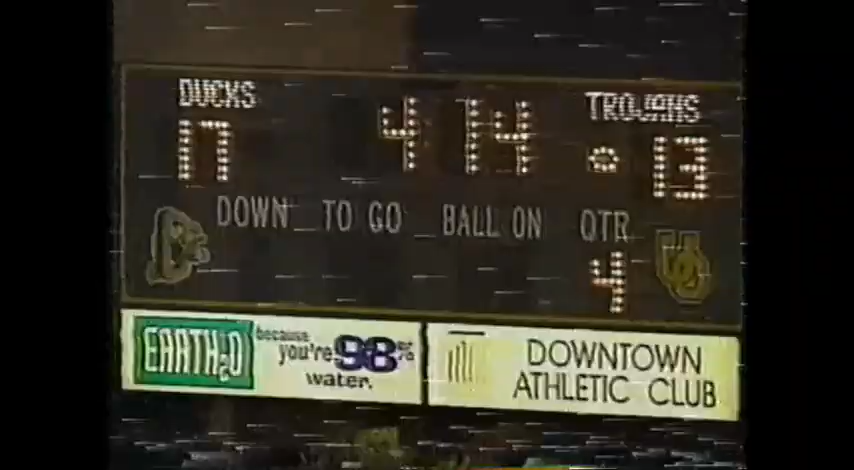 DUCKS TROJANS
17 4 14 13
DOWN TO GO BALL ON QTR
4
UO
EARTH2O
because
you're 98%
water.
DOWNTOWN
ATHLETIC CLUB